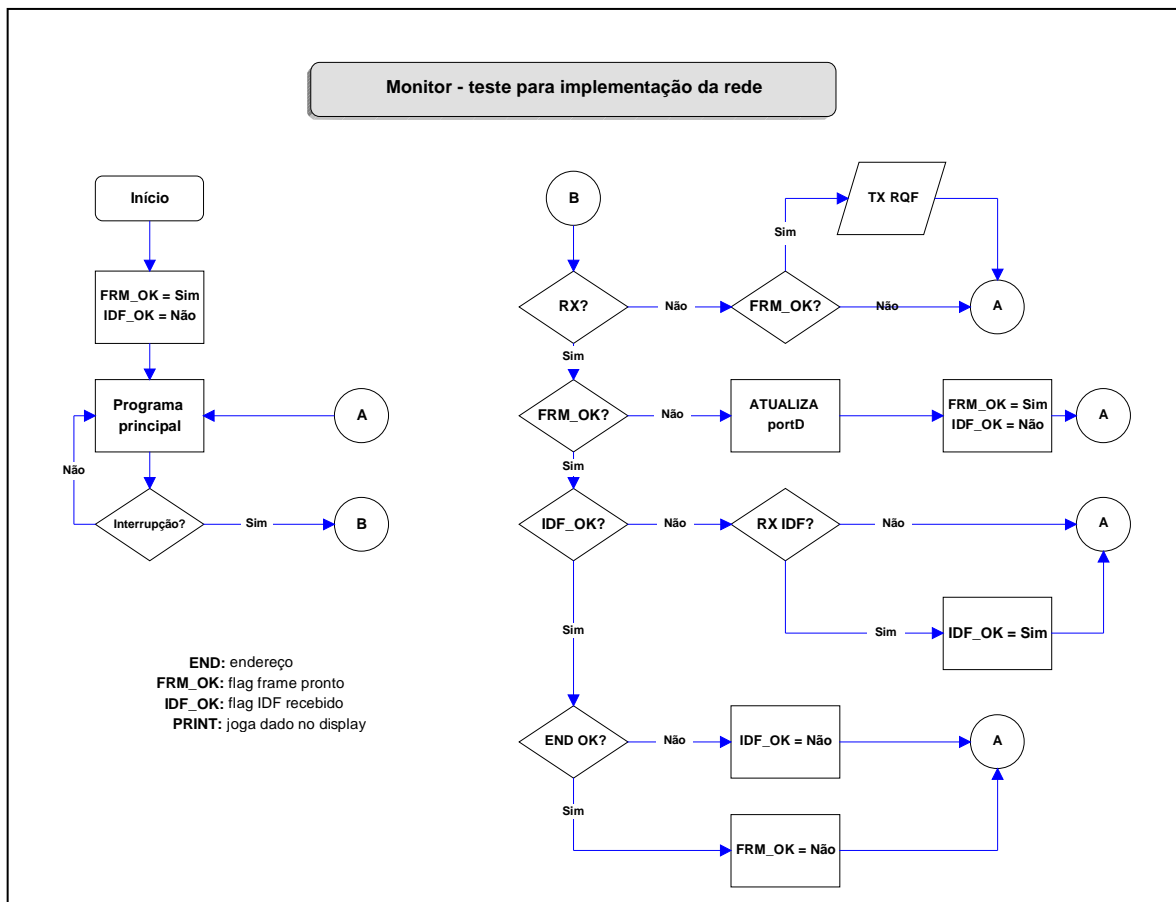 Monitor - teste para implementação da rede
Início
FRM_OK = Sim
IDF_OK = Não
Programa
principal
A
Não
Interrupção?
Sim
B
END: endereço
FRM_OK: flag frame pronto
IDF_OK: flag IDF recebido
PRINT: joga dado no display
B
TX RQF
Sim
RX?
Não
FRM_OK?
Não
A
Sim
FRM_OK?
Não
ATUALIZA
portD
FRM_OK = Sim
IDF_OK = Não
A
Sim
IDF_OK?
Não
RX IDF?
Não
A
Sim
Sim
IDF_OK = Sim
END OK?
Não
IDF_OK = Não
A
Sim
FRM_OK = Não